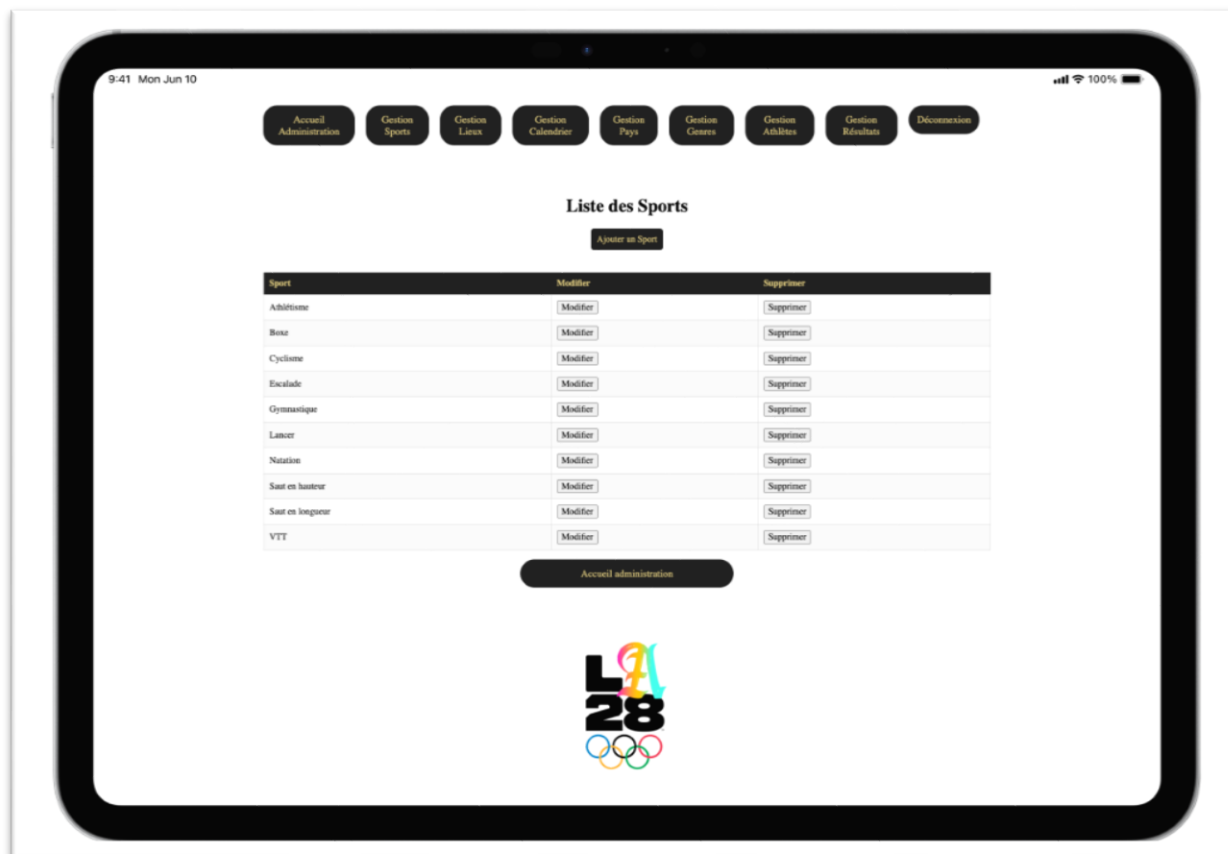 9:41 Mon Jun 10
100%
Accueil
Administration
Gestion
Sports
Gestion
Lieux
Gestion
Calendrier
Gestion
Pays
Gestion
Genres
Gestion
Athlètes
Gestion
Résultats
Déconnexion
Liste des Sports
Ajouter un Sport
Sport Modifier Supprimer
Athlétisme Modifier Supprimer
Boxe Modifier Supprimer
Cyclisme Modifier Supprimer
Escalade Modifier Supprimer
Gymnastique Modifier Supprimer
Lancer Modifier Supprimer
Natation Modifier Supprimer
Saut en hauteur Modifier Supprimer
Saut en longueur Modifier Supprimer
VTT Modifier Supprimer
Accueil administration
LA
28